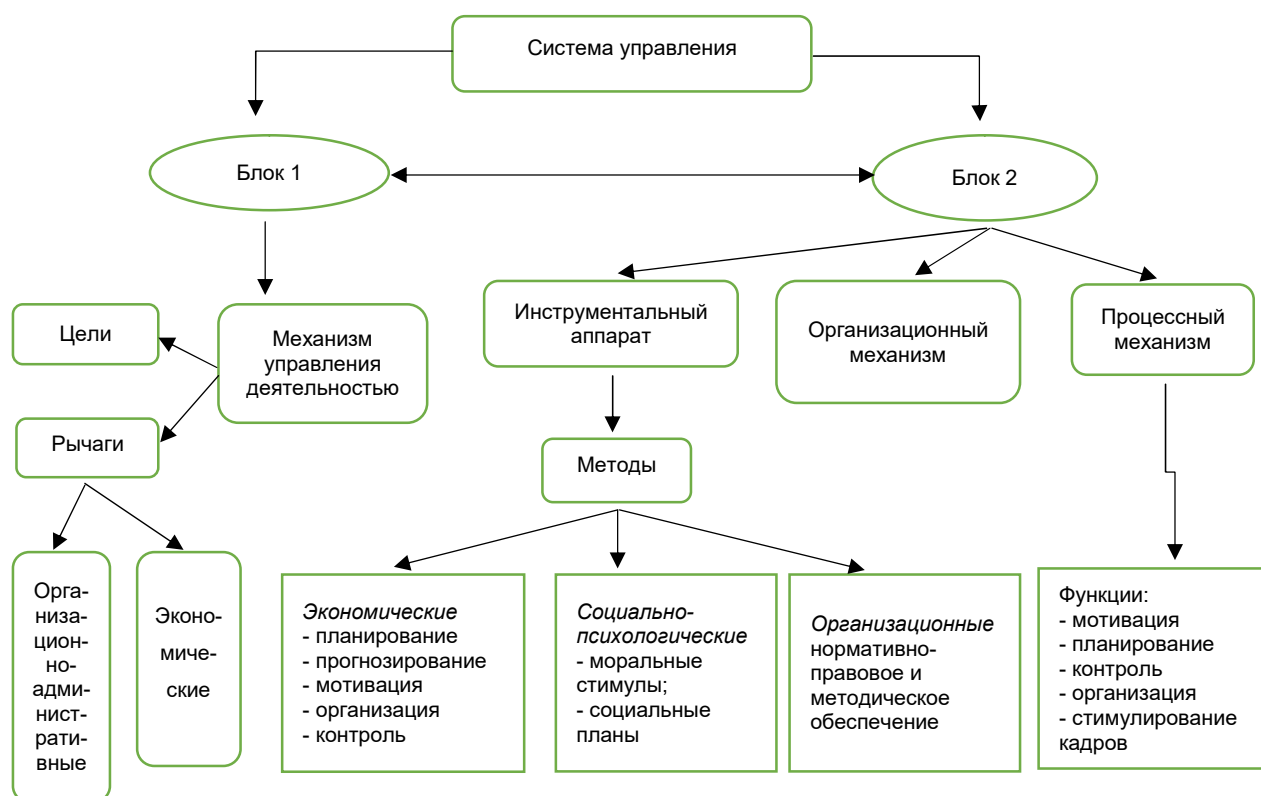 Система управления
Блок 1
Блок 2
Цели
Механизм
управления
деятельностью
Инструментальный
аппарат
Организационный
механизм
Процессный
механизм
Рычаги
Методы
Орга-
низа-
цион-
но-
адми-
нист-
рати-
вные
Эконо-
миче-
ские
Экономические
- планирование
- прогнозирование
- мотивация
- организация
- контроль
Социально-
психологические
- моральные
стимулы;
- социальные
планы
Организационные
нормативно-
правовое и
методическое
обеспечение
Функции:
- мотивация
- планирование
- контроль
- организация
- стимулирование
кадров